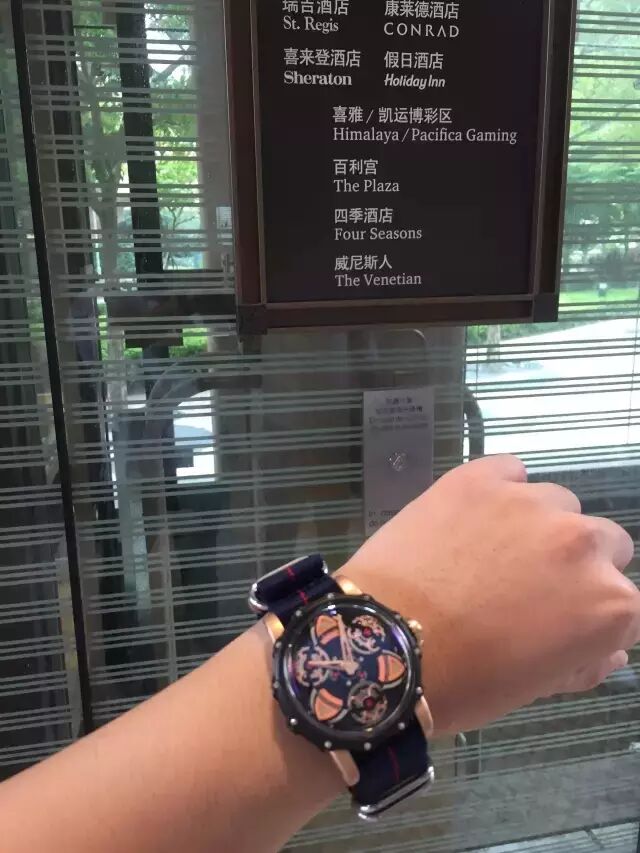 瑞吉酒店
St. Regis
康莱德酒店
CONRAD
喜来登酒店
Sheraton
假日酒店
Holiday Inn
喜雅 / 凯运博彩区
Himalaya / Pacifica Gaming
百利宫
The Plaza
四季酒店
Four Seasons
威尼斯人
The Venetian